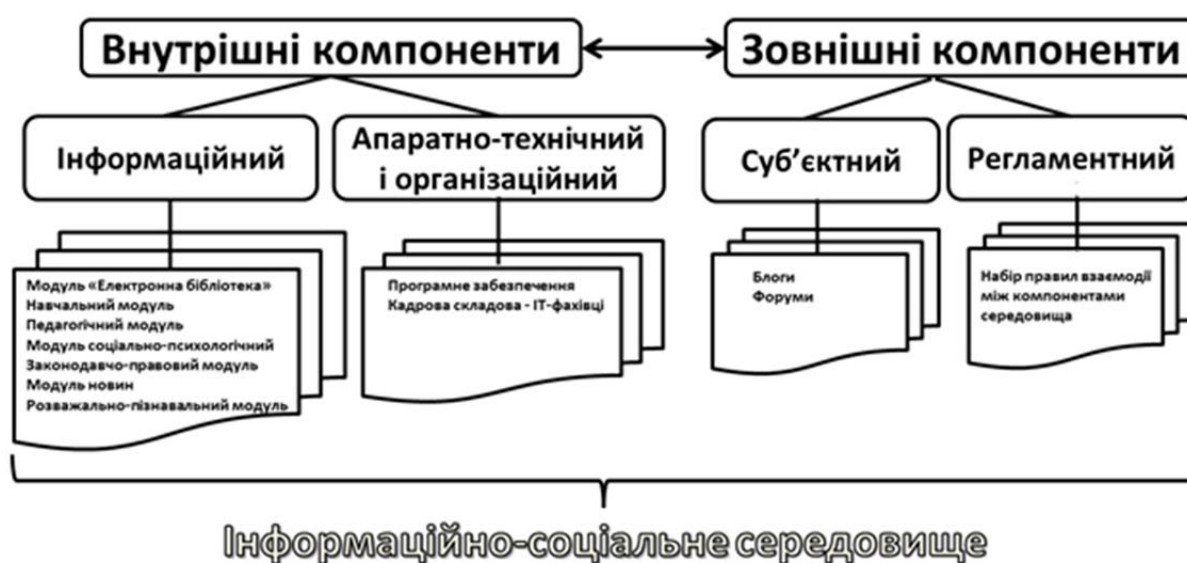 Внутрішні компоненти
Зовнішні компоненти
Інформаційний
Апаратно-технічний
і організаційний
Суб’єктний
Регламентний
Модуль «Електронна бібліотека»
Навчальний модуль
Педагогічний модуль
Модуль соціально-психологічний
Законодавчо-правовий модуль
Модуль новин
Розважально-пізнавальний модуль
Програмне забезпечення
Кадрова складова - ІТ-фахівці
Блоги
Форуми
Набір правил взаємодії
між компонентами
середовища
Інформаційно-соціальне середовище